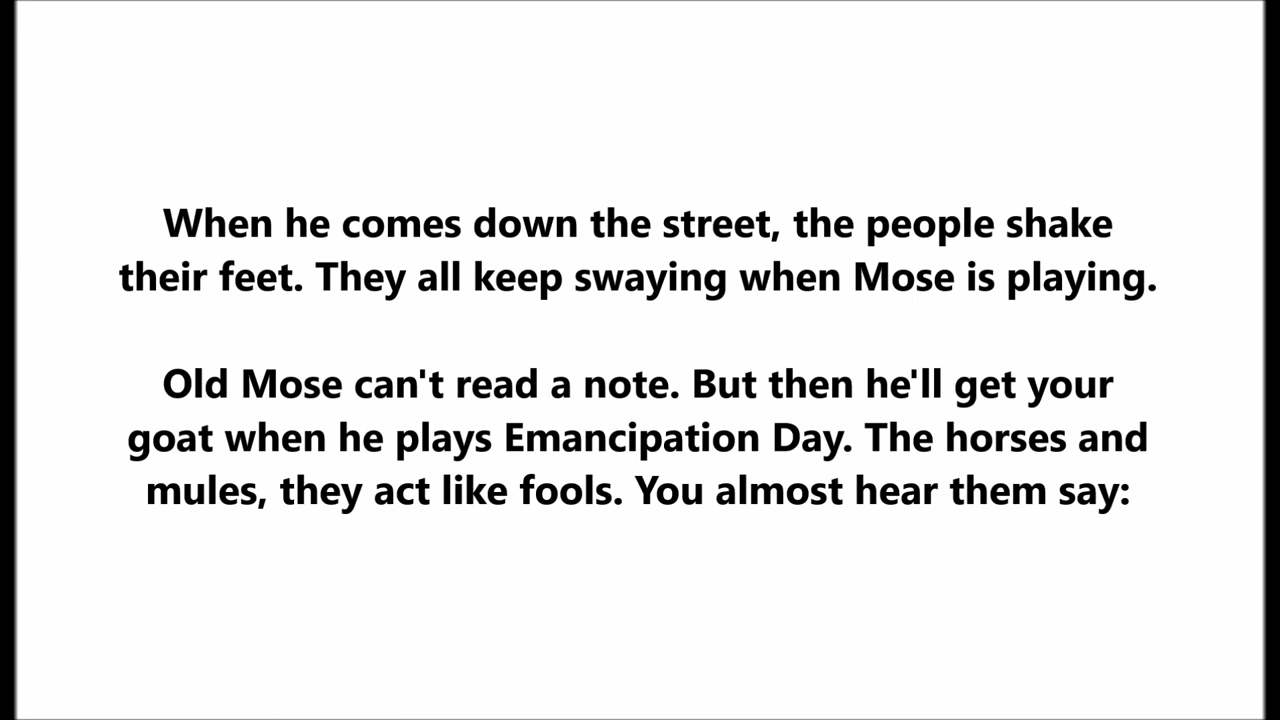 When he comes down the street, the people shake
their feet. They all keep swaying when Mose is playing.
Old Mose can't read a note. But then he'll get your
goat when he plays Emancipation Day. The horses and
mules, they act like fools. You almost hear them say: